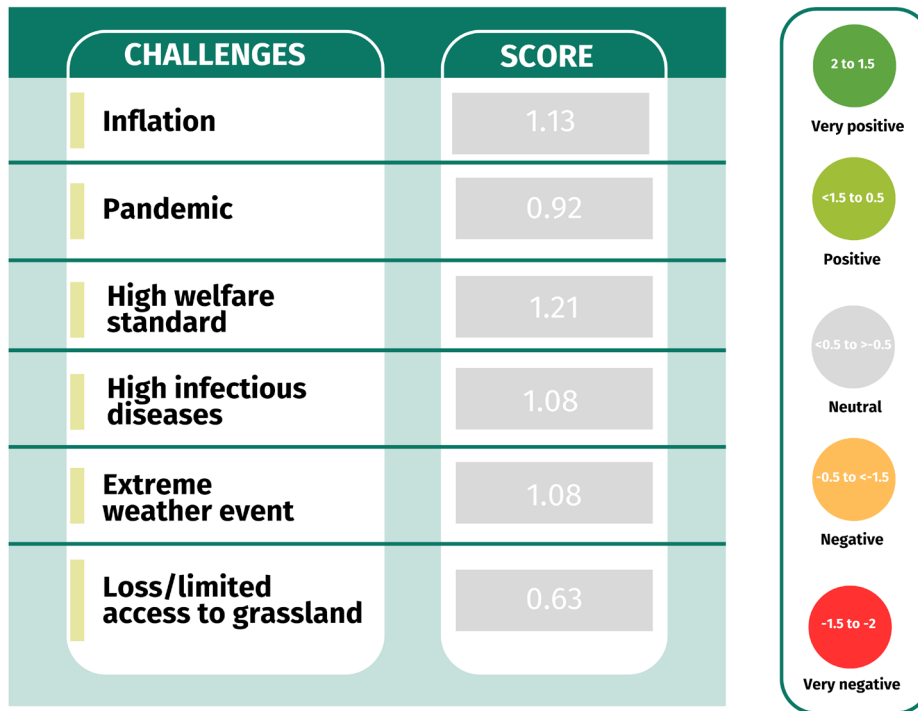 CHALLENGES
SCORE
Inflation
1.13
Pandemic
0.92
High welfare
standard
1.21
High infectious
diseases
1.08
Extreme
weather event
1.08
Loss/limited
access to grassland
0.63
2 to 1.5
Very positive
<1.5 to 0.5
Positive
<0.5 to >-0.5
Neutral
-0.5 to <-1.5
Negative
-1.5 to -2
Very negative